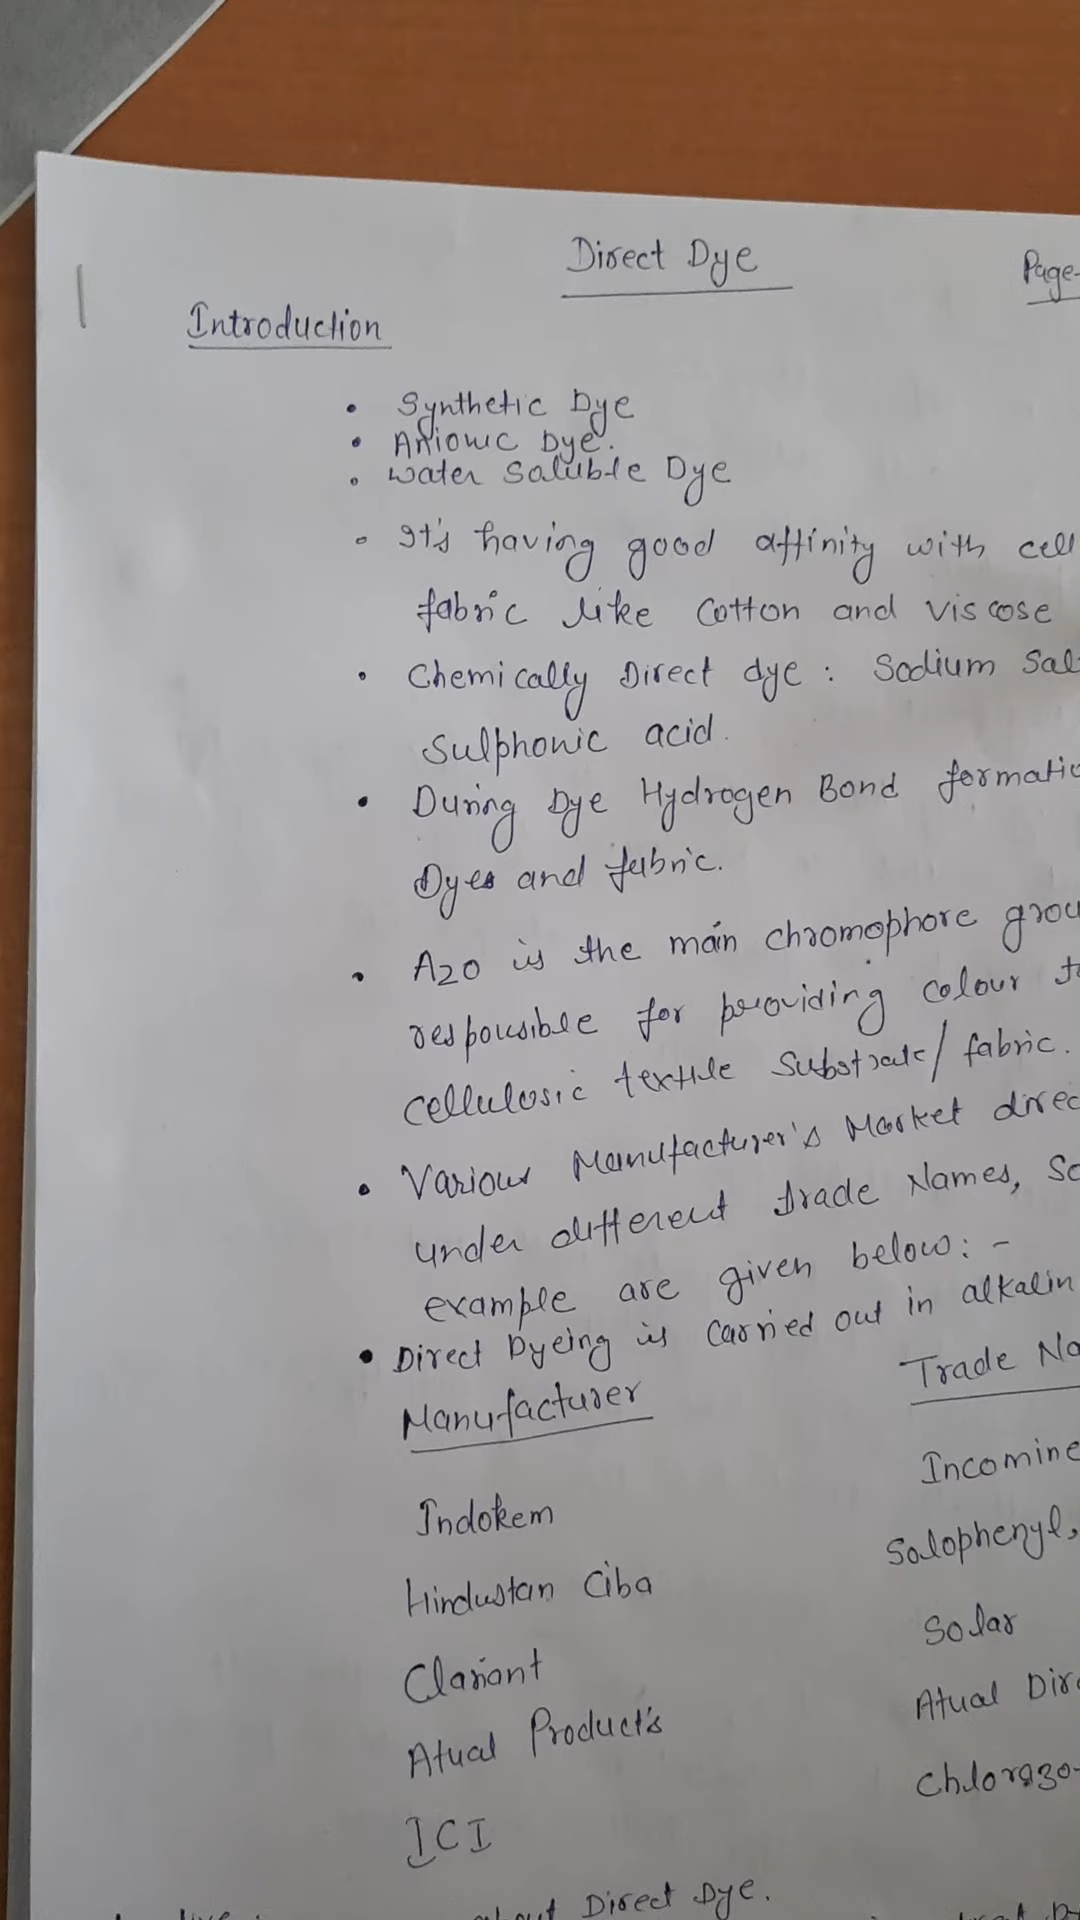 Direct Dye
Page-
Introduction
• Synthetic Dye
• Anionic Dye.
• Water Saluble Dye
• It's having good affinity with cell
fabric like Cotton and Viscose
• Chemically Direct dye : Sodium Sal
Sulphonic acid.
• During Dye Hydrogen Bond formatio
Dyes and fabric.
• Azo is the main chromophore grou
responsible for providing colour to
cellulosic textile Substrate/fabric.
• Various Manufacturer's Market direc
under different trade Names, So
example are given below: -
• Direct Dyeing is Carried out in alkalin
Manufacturer Trade Na
Indokem Incomine
Hindustan Ciba Solophenyl,
Clariant Solar
Atual Product's Atual Dire
ICI Chlorazo-
about Direct Dye.